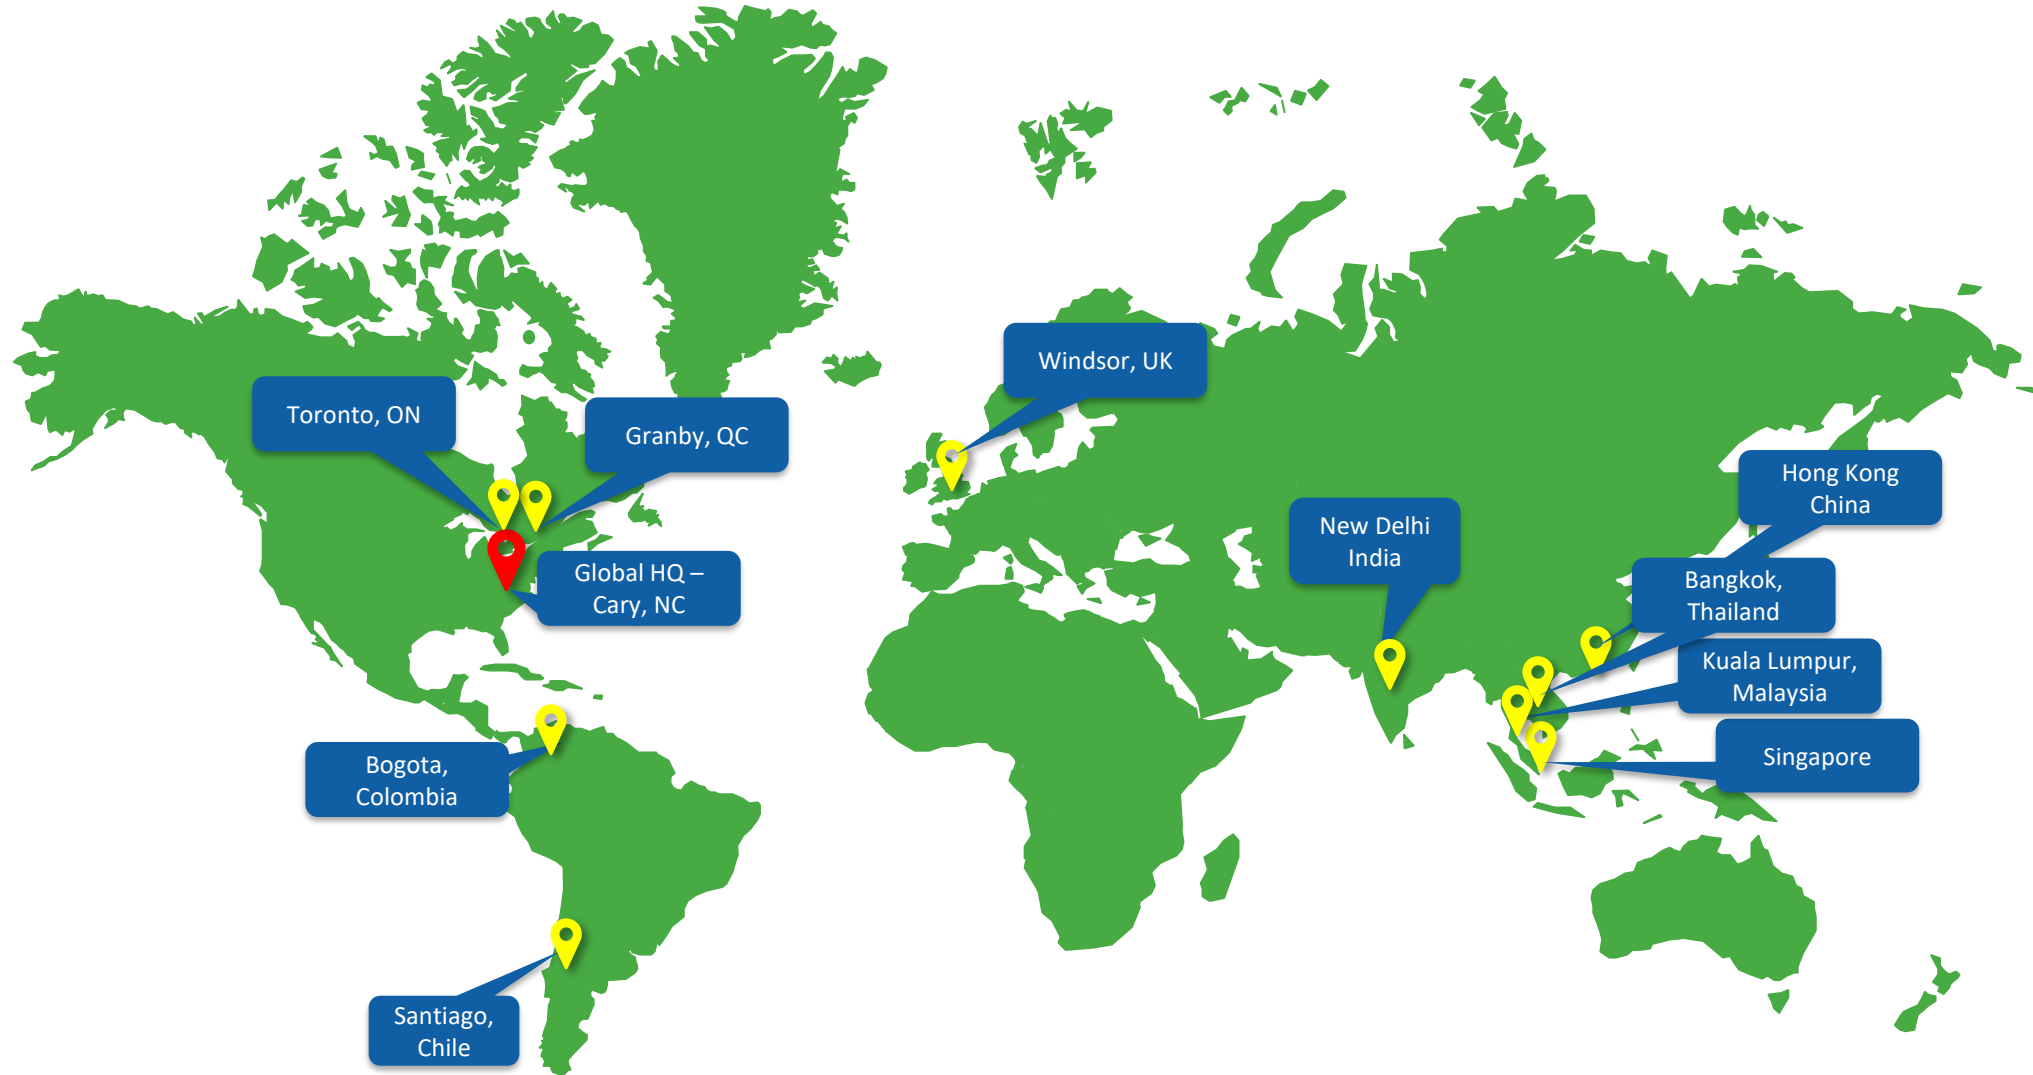 Windsor, UK
Toronto, ON
Granby, QC
Hong Kong
China
New Delhi
India
Global HQ –
Cary, NC
Bangkok,
Thailand
Kuala Lumpur,
Malaysia
Singapore
Bogota,
Colombia
Santiago,
Chile